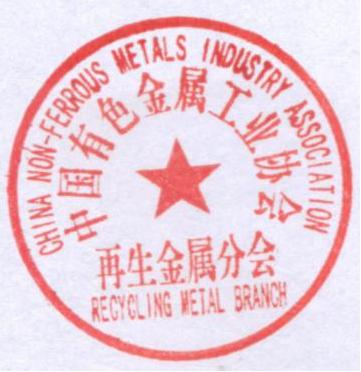 CHINA NON-FERROUS METALS INDUSTRY ASSOCIATION
中国有色金属工业协会
再生金属分会
RECYCLING METAL BRANCH